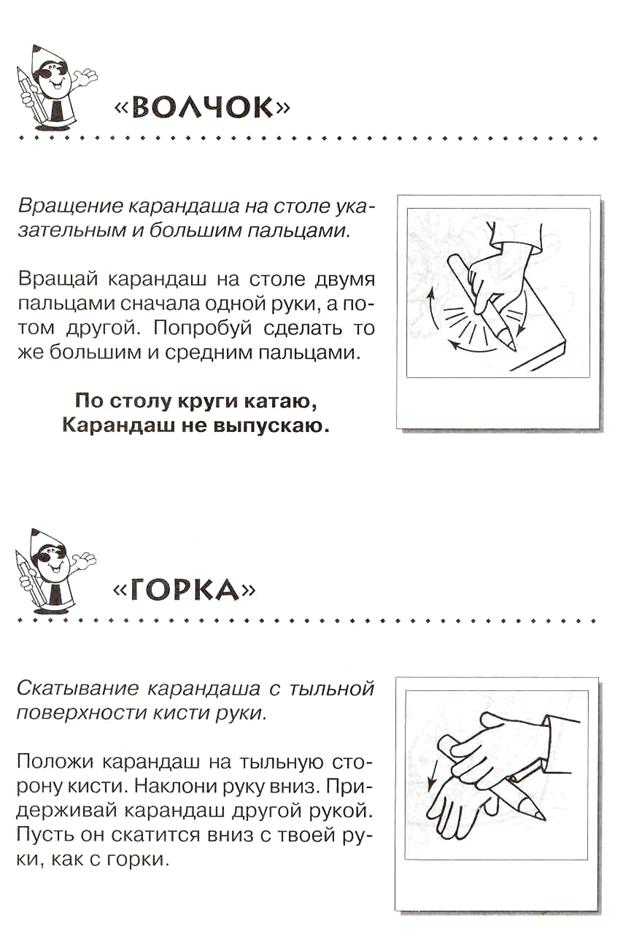 «ВОЛЧОК»
Вращение карандаша на столе ука-
зательным и большим пальцами.
Вращай карандаш на столе двумя
пальцами сначала одной руки, а по-
том другой. Попробуй сделать то
же большим и средним пальцами.
По столу круги катаю,
Карандаш не выпускаю.
«ГОРКА»
Скатывание карандаша с тыльной
поверхности кисти руки.
Положи карандаш на тыльную сто-
рону кисти. Наклони руку вниз. При-
держивай карандаш другой рукой.
Пусть он скатится вниз с твоей ру-
ки, как с горки.